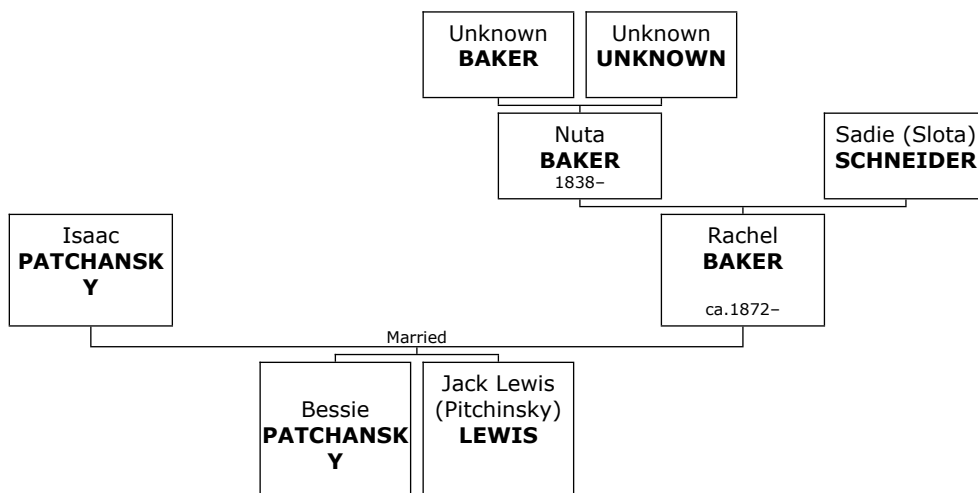 Unknown
BAKER
Unknown
UNKNOWN
Nuta
BAKER
1838–
Sadie (Slota)
SCHNEIDER
Isaac
PATCHANSK
Y
Rachel
BAKER
ca.1872–
Married
Bessie
PATCHANSK
Y
Jack Lewis
(Pitchinsky)
LEWIS